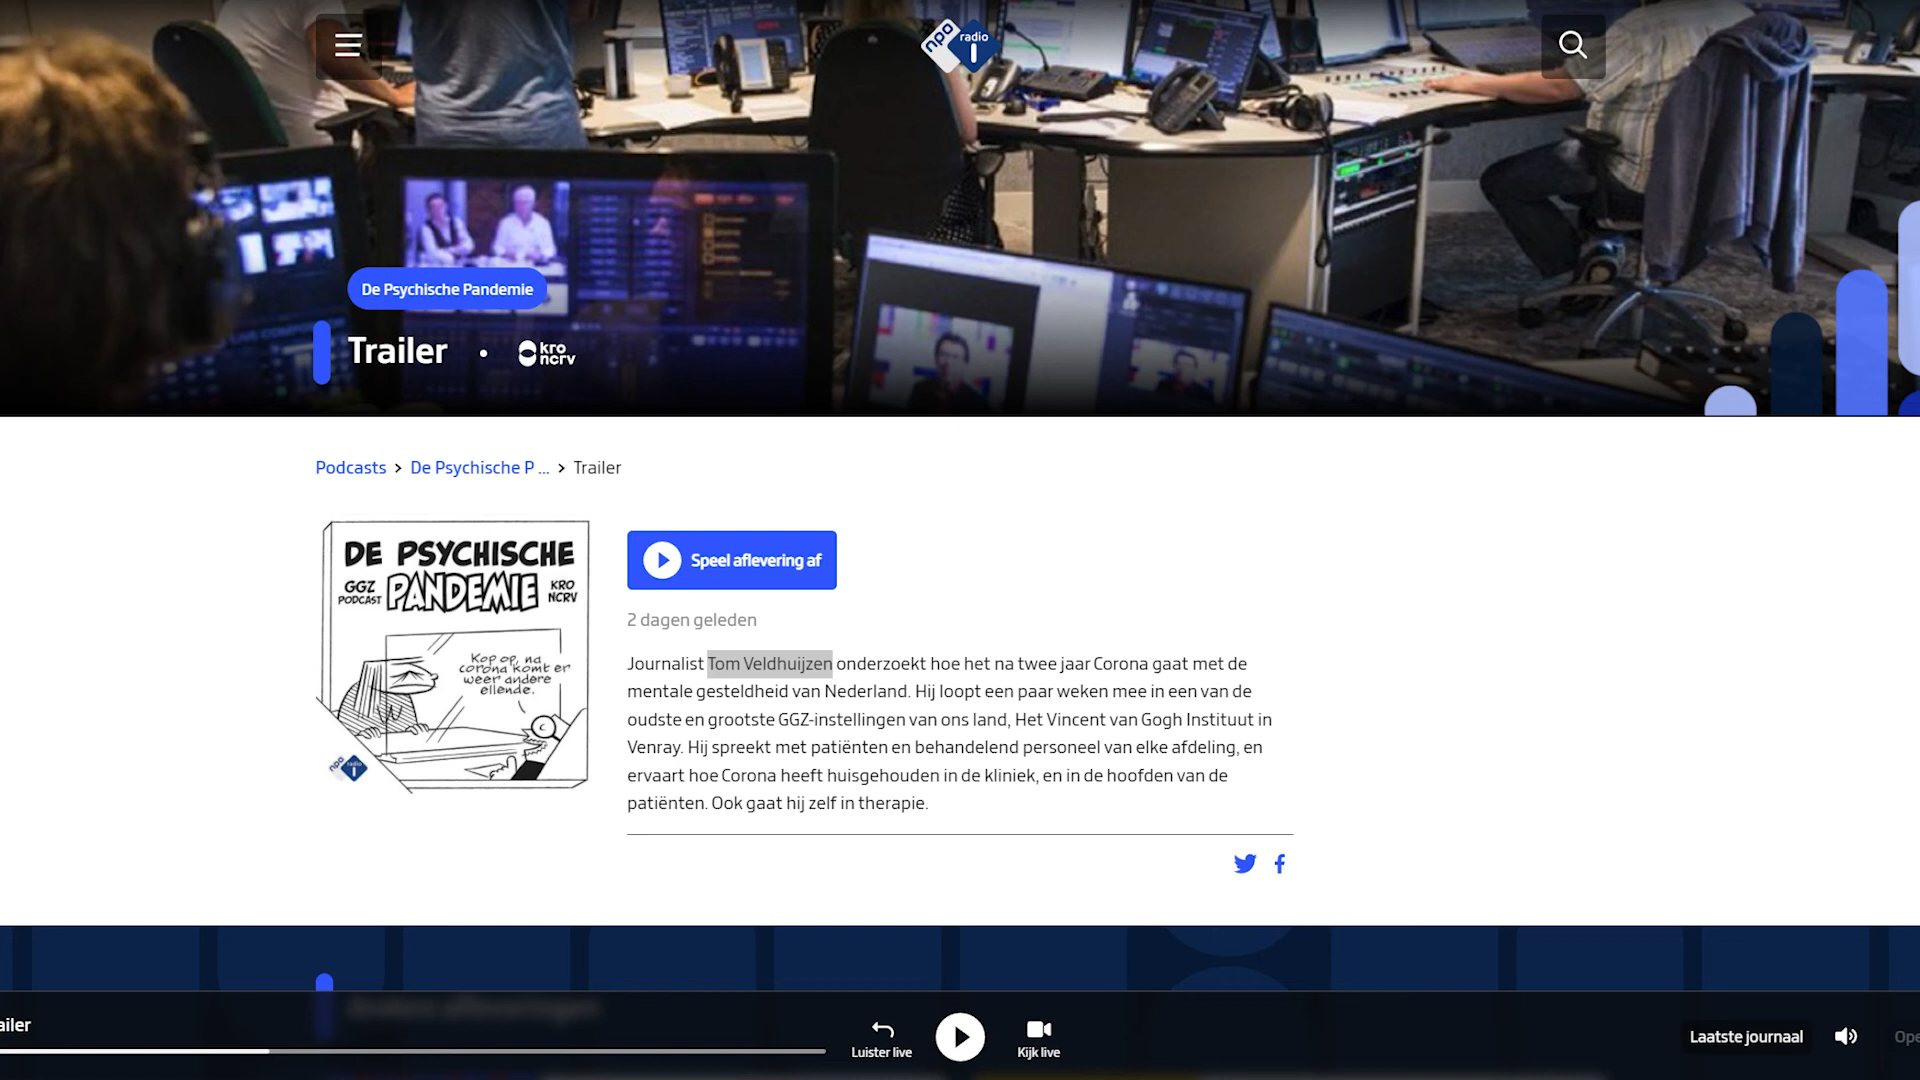 npo
radio
1
De Psychische Pandemie
Trailer
•
kro
ncrv
Podcasts > De Psychische P ... > Trailer
DE PSYCHISCHE
GGZ
PODCAST
PANDEMIE
KRO
NCRV
Kop op, na
corona komt er
weer andere
ellende.
npo radio 1
Speel aflevering af
2 dagen geleden
Journalist Tom Veldhuijzen onderzoekt hoe het na twee jaar Corona gaat met de
mentale gesteldheid van Nederland. Hij loopt een paar weken mee in een van de
oudste en grootste GGZ-instellingen van ons land, Het Vincent van Gogh Instituut in
Venray. Hij spreekt met patiënten en behandelend personeel van elke afdeling, en
ervaart hoe Corona heeft huisgehouden in de kliniek, en in de hoofden van de
patiënten. Ook gaat hij zelf in therapie.
ailer
Luister live
Kijk live
Laatste journaal
Ope